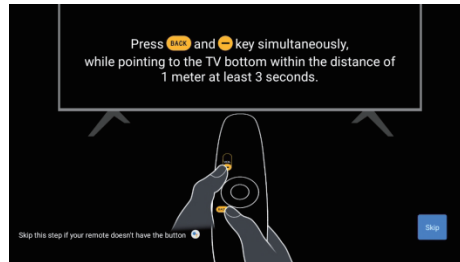 Press BACK and key simultaneously,
while pointing to the TV bottom within the distance of
1 meter at least 3 seconds.
BACK
Skip this step if your remote doesn't have the button
Skip